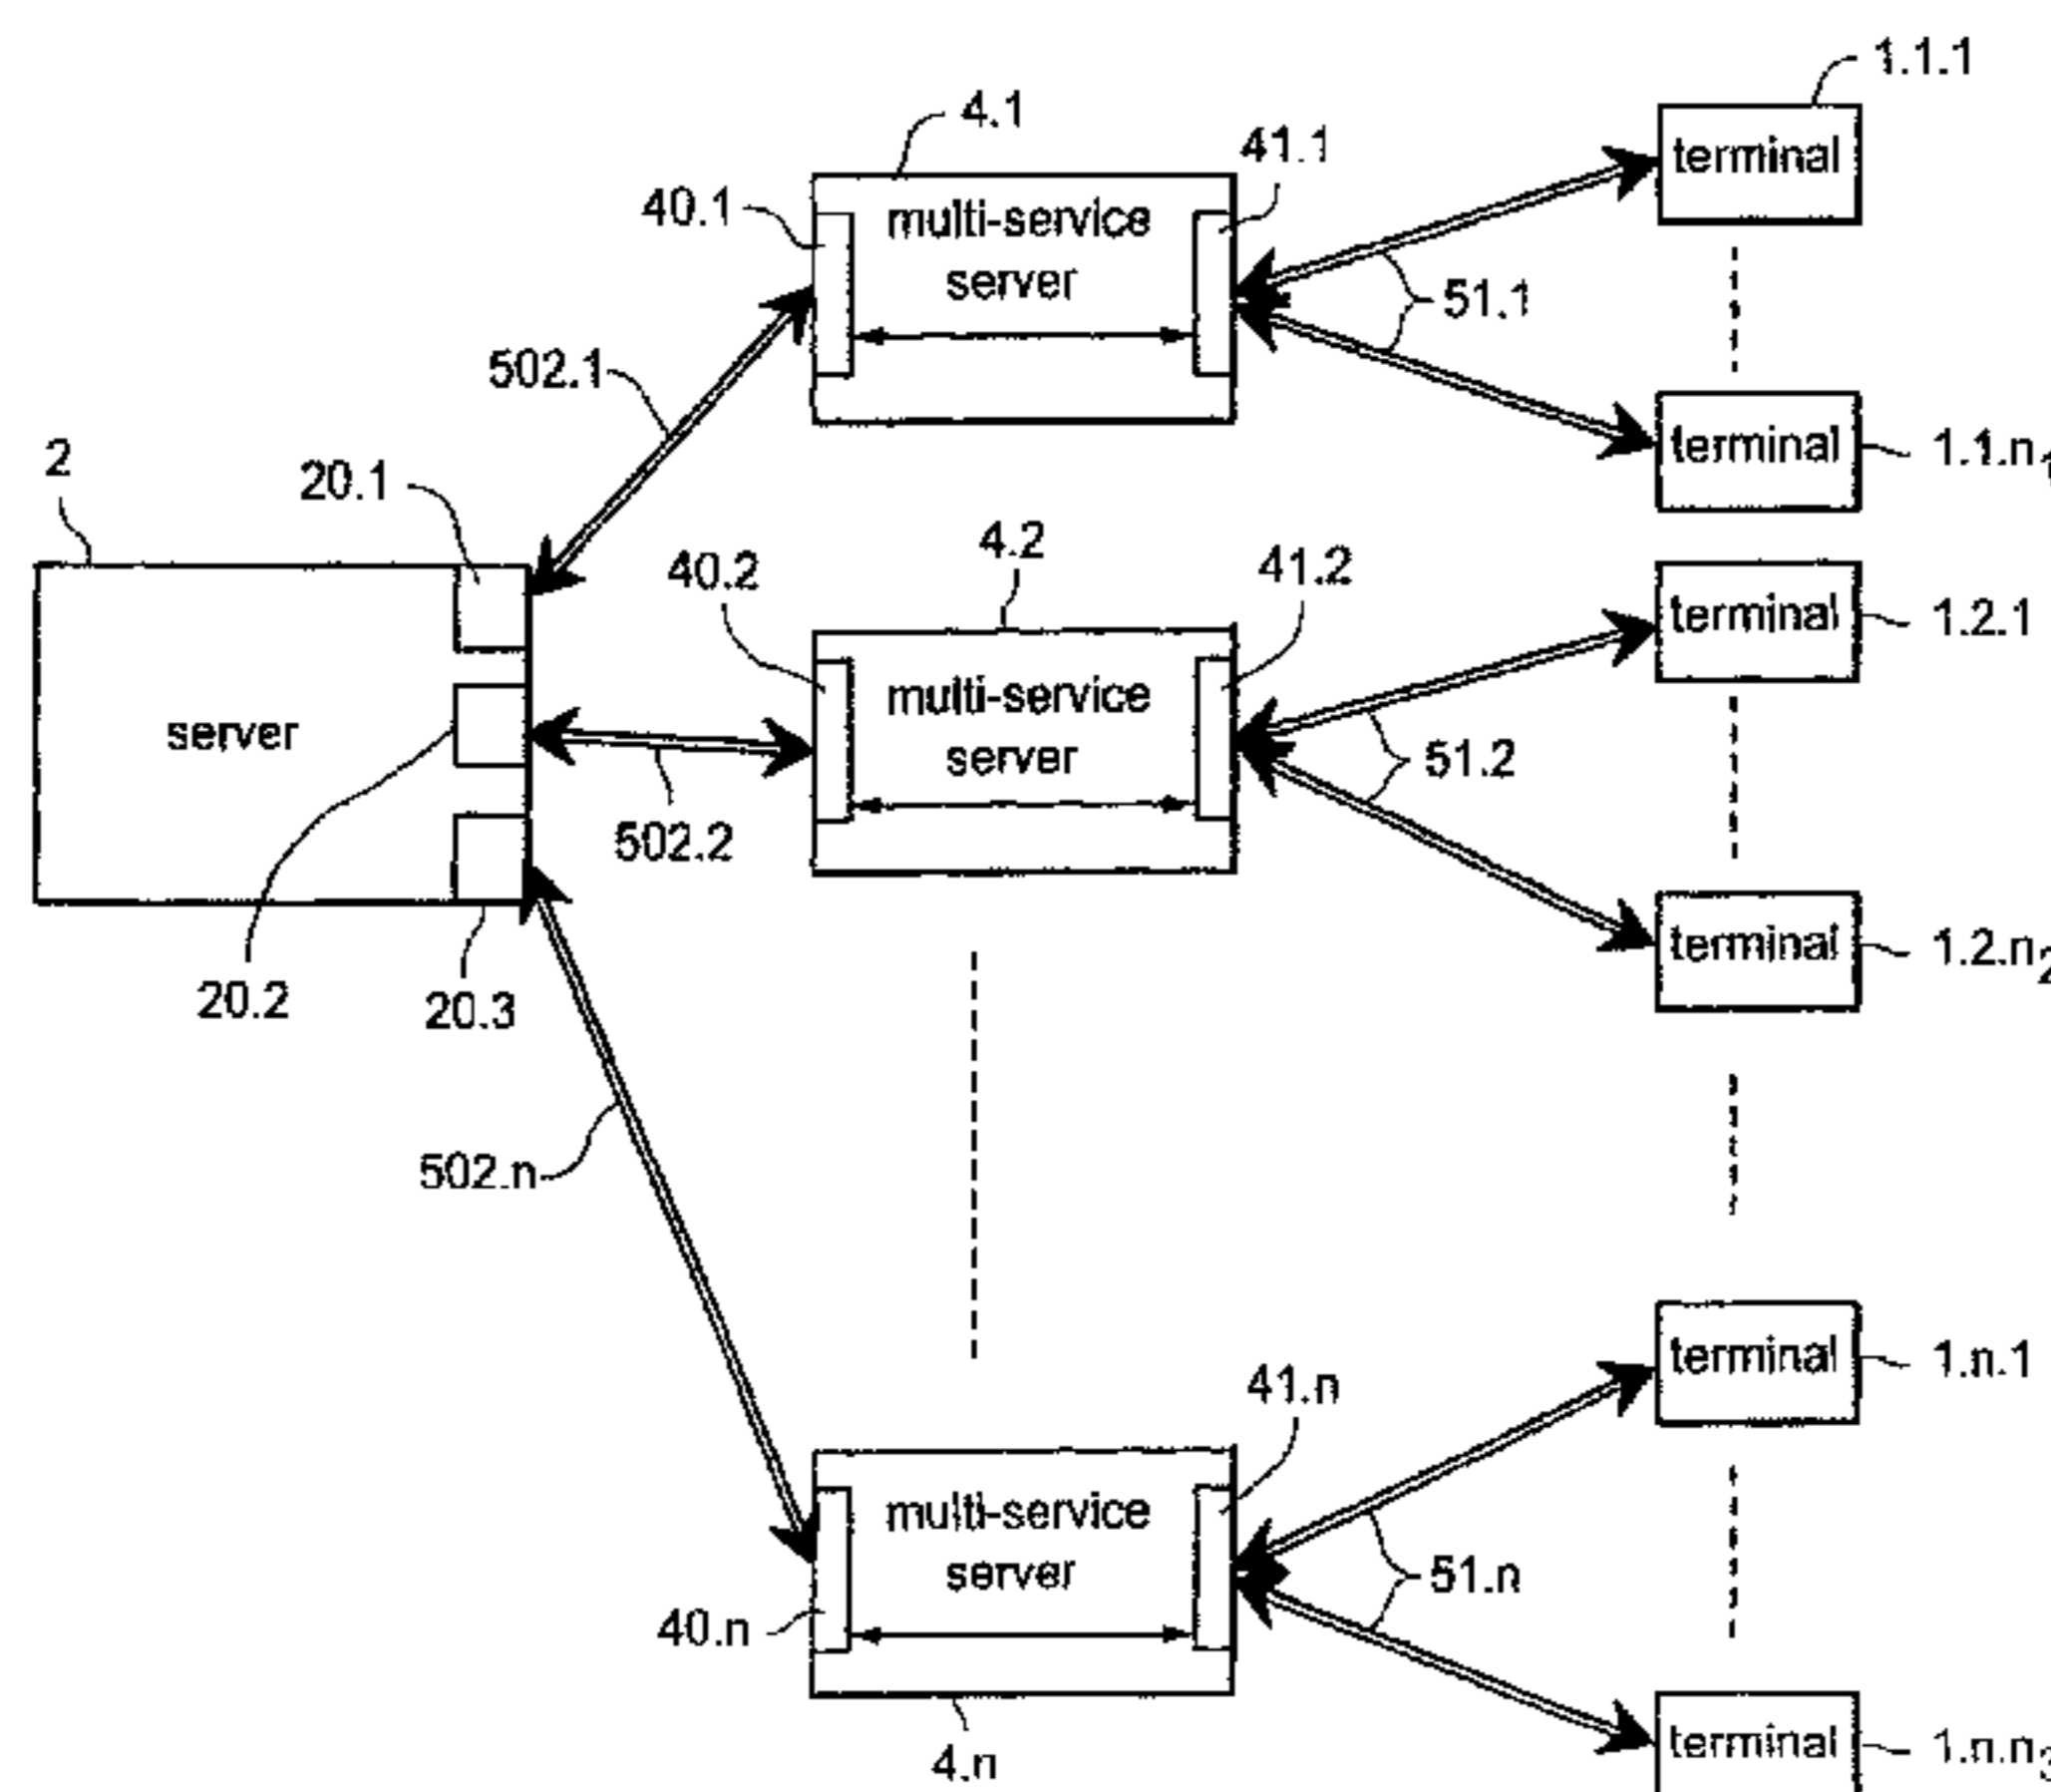 1.1.1
4.1
41.1
terminal
40.1
multi-service
server
51.1
502.1
terminal
1.1.n1
2
20.1
4.2
40.2
41.2
terminal
1.2.1
multi-service
server
server
51.2
502.2
terminal
1.2.n2
20.2
20.3
502.n
terminal
1.n.1
41.n
multi-service
server
51.n
40.n
terminal
1.n.n3
4.n